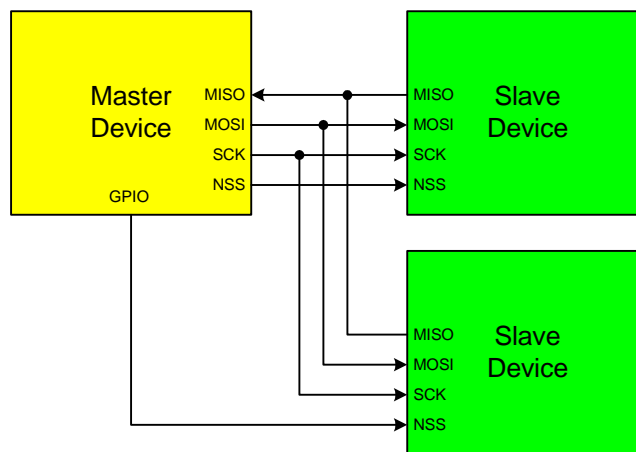 Master
Device
MISO
MOSI
SCK
NSS
GPIO
MISO
MOSI
SCK
NSS
Slave
Device
MISO
MOSI
SCK
NSS
Slave
Device